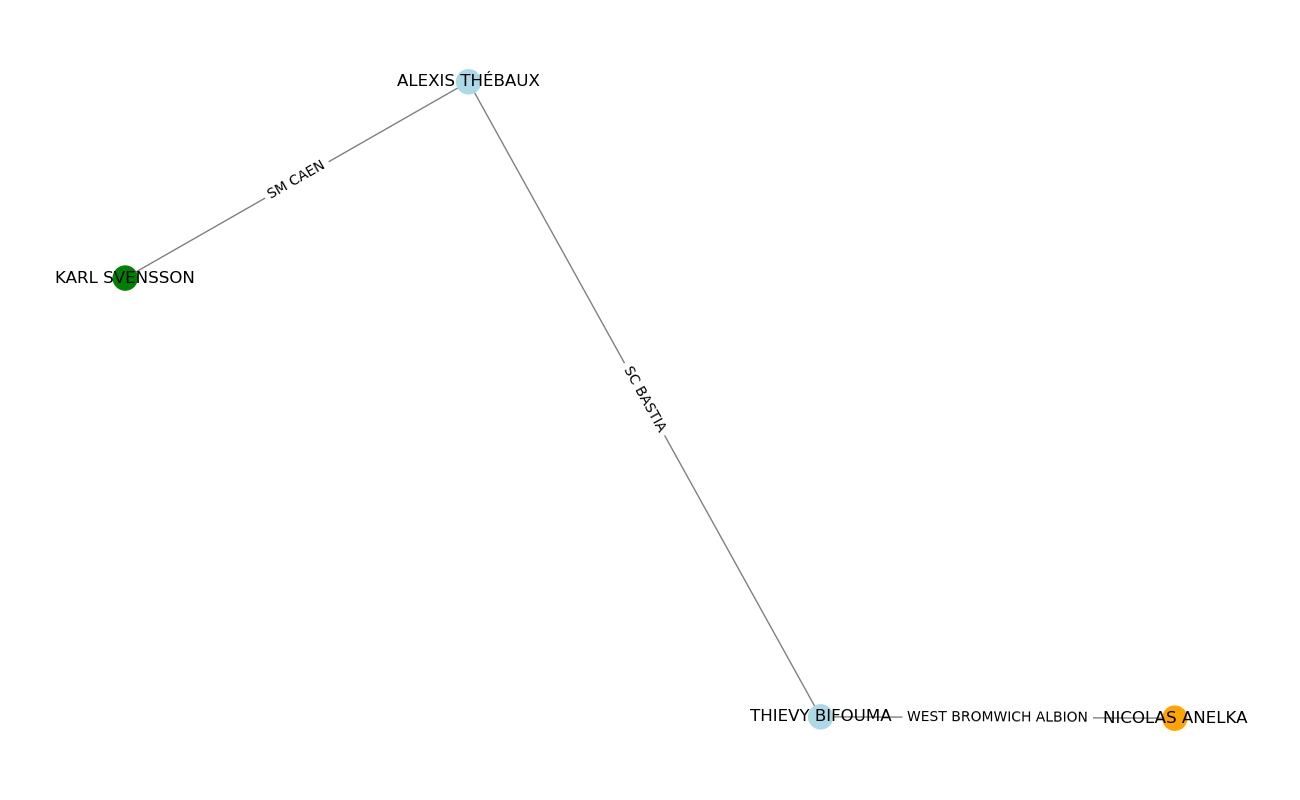 ALEXIS THÉBAUX
SM CAEN
KARL SVENSSON
SC BASTIA
THIEVY BIFOUMA
WEST BROMWICH ALBION
NICOLAS ANELKA